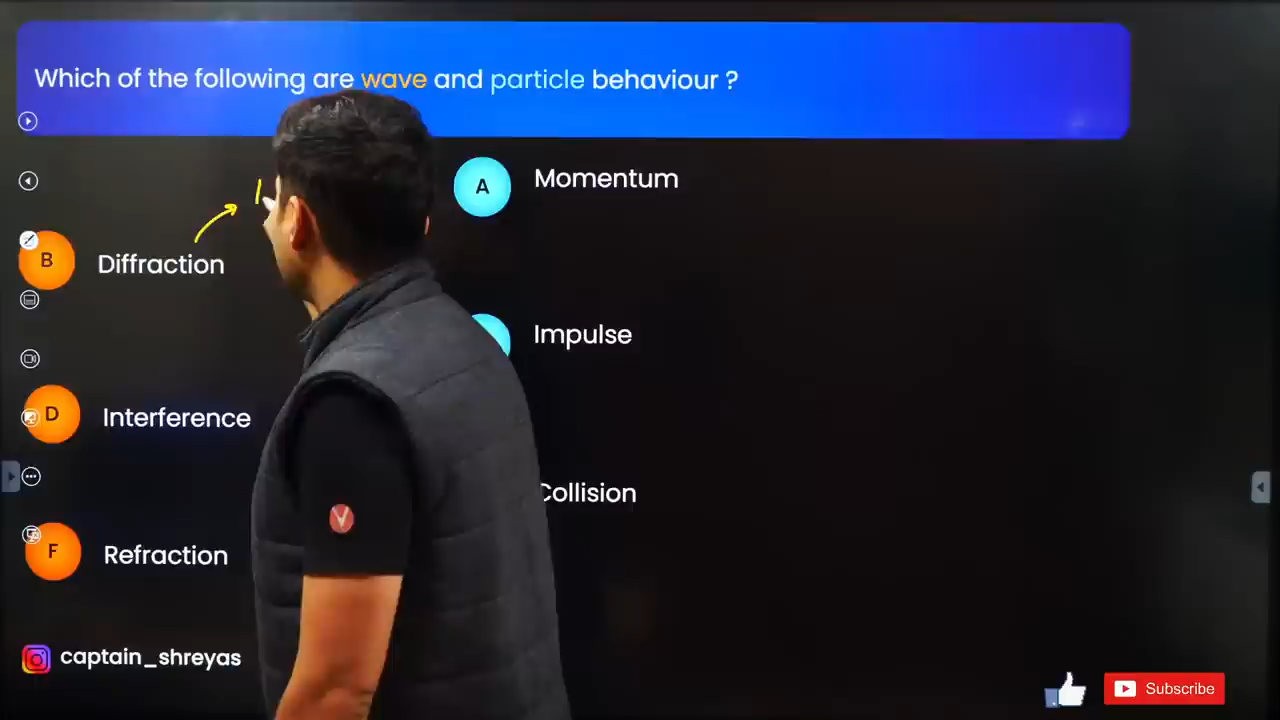 Which of the following are wave and particle behaviour ?
A Momentum
B Diffraction
Impulse
D Interference
Collision
F Refraction
captain_shreyas
Subscribe